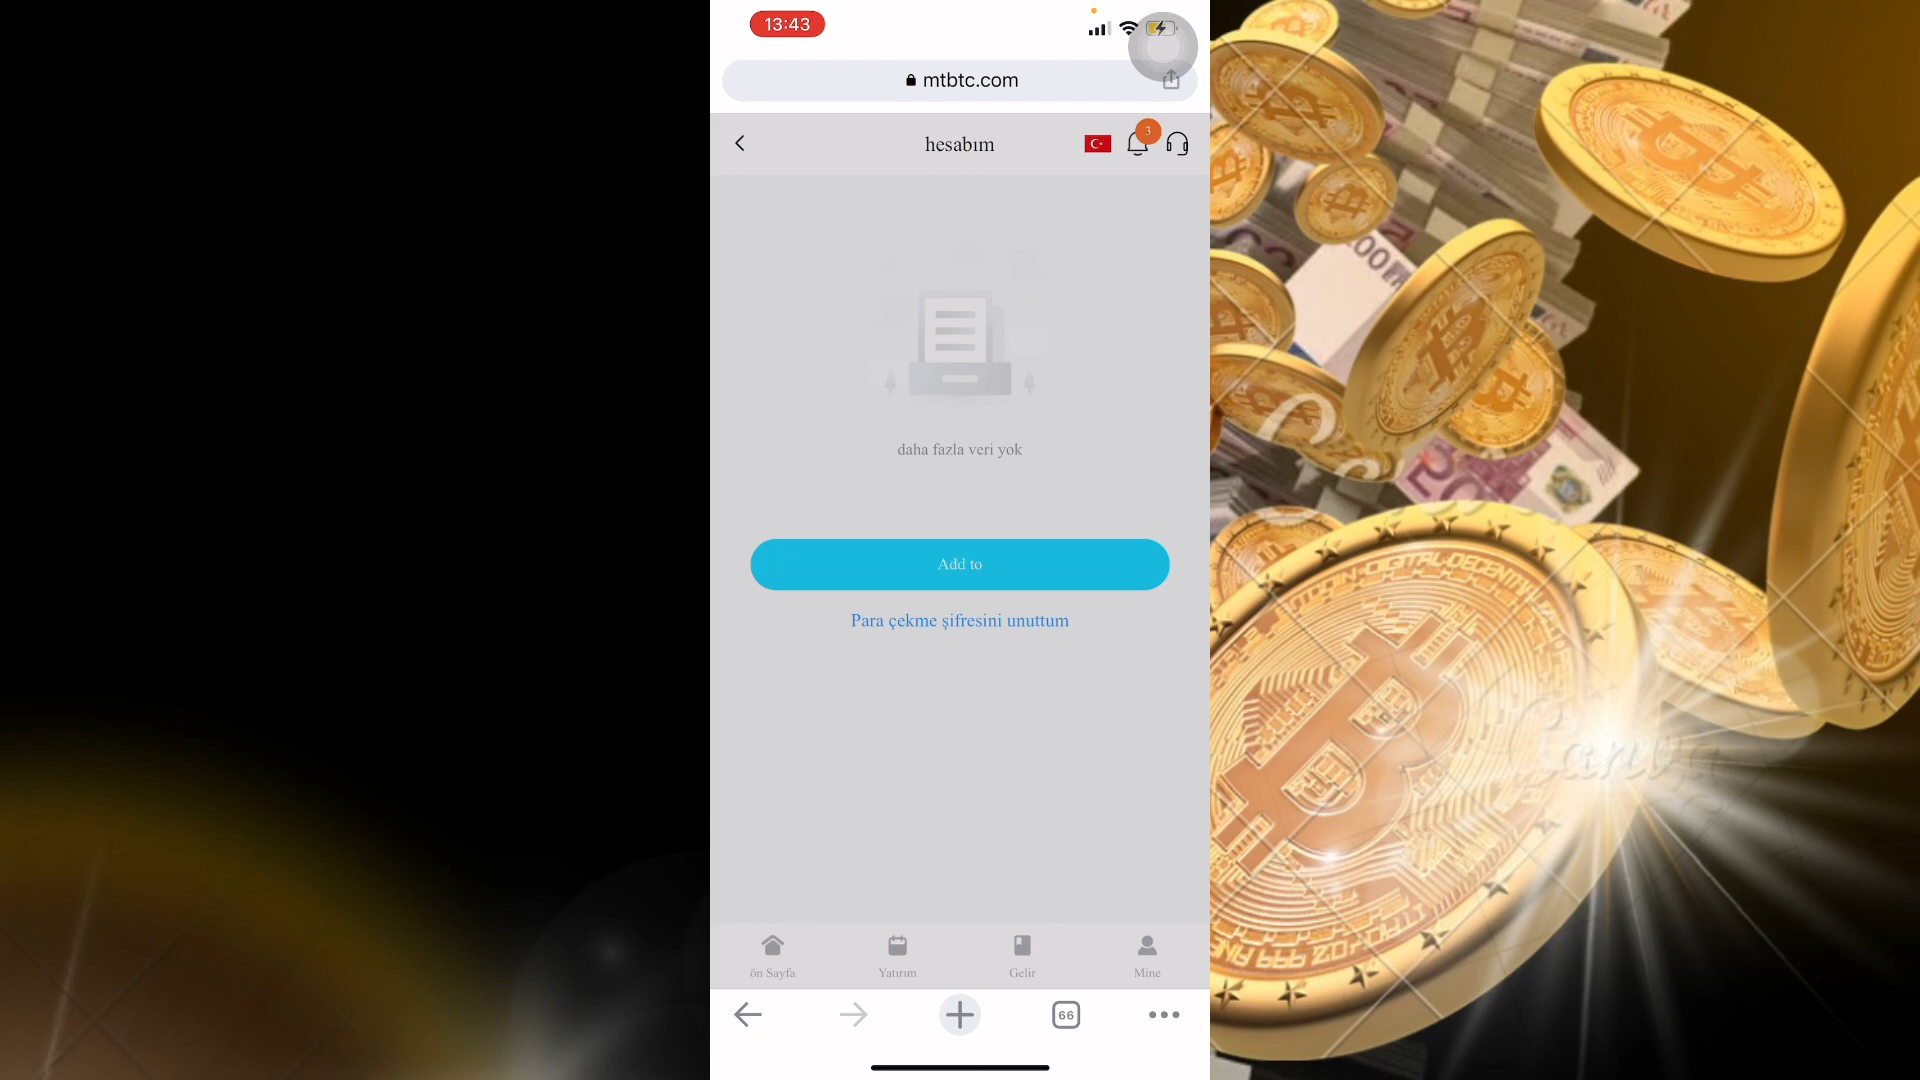 13:43
mtbtc.com
hesabım
3
daha fazla veri yok
Add to
Para çekme şifresini unuttum
ön Sayfa
Yatırım
Gelir
Mine
66
Canva